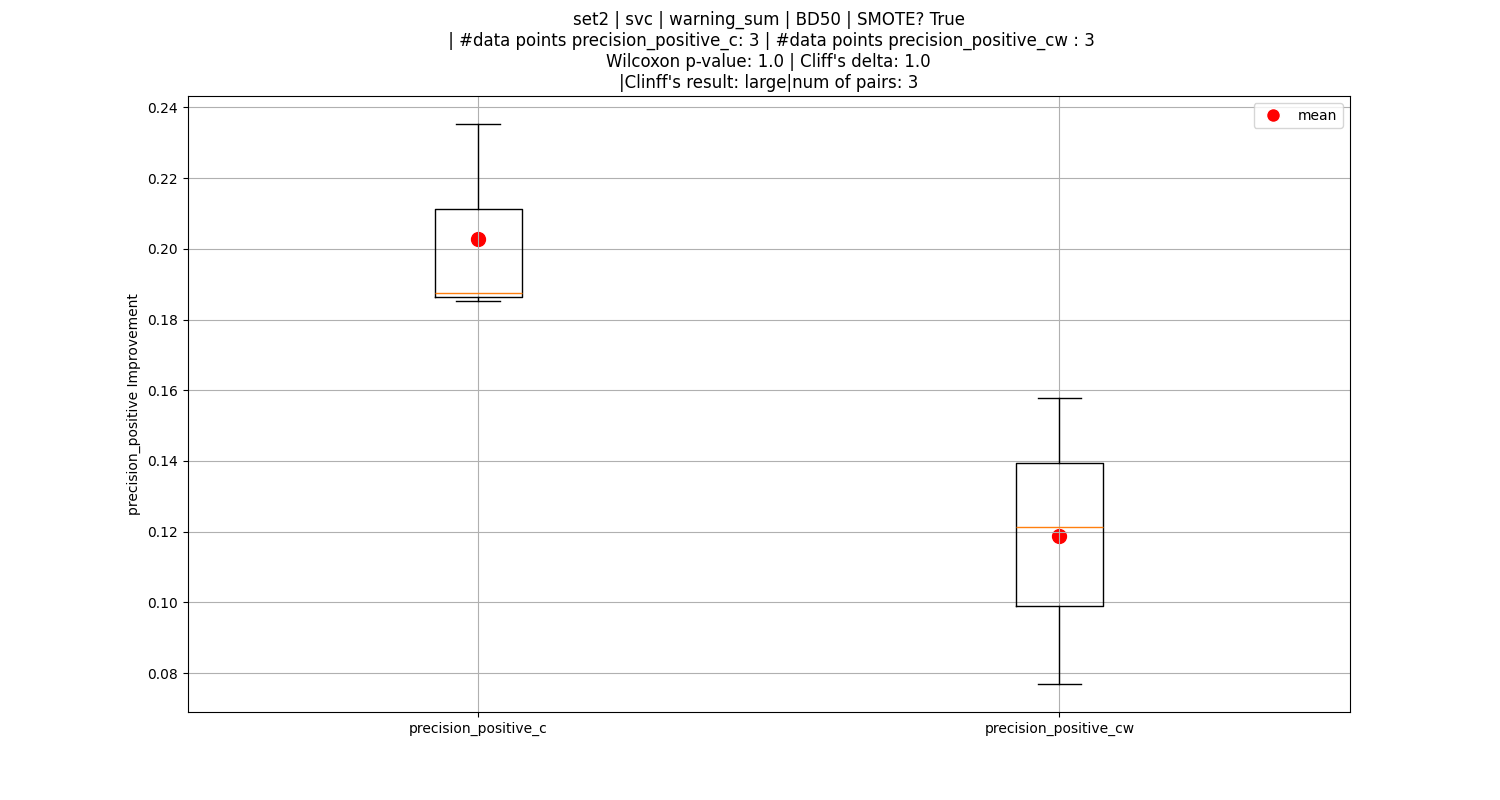 set2 | svc | warning_sum | BD50 | SMOTE? True
| #data points precision_positive_c: 3 | #data points precision_positive_cw : 3
Wilcoxon p-value: 1.0 | Cliff's delta: 1.0
|Clinff's result: large|num of pairs: 3
mean
precision_positive Improvement
0.24
0.22
0.20
0.18
0.16
0.14
0.12
0.10
0.08
precision_positive_c
precision_positive_cw